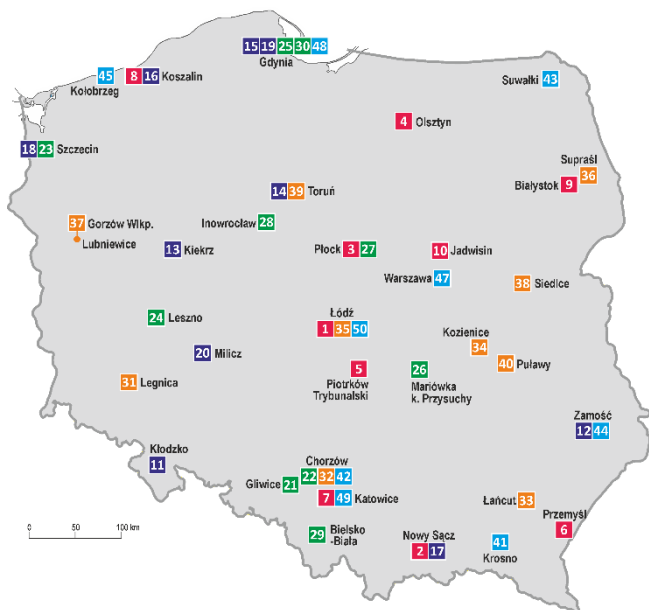 15 19 25 30 48
Gdynia
45
Kołobrzeg
8 16 Koszalin
Suwałki 43
4 Olsztyn
18 23 Szczecin
Supraśl
36
Białystok 9
14 39 Toruń
37 Gorzów Wlkp.
Lubniewice
Inowrocław 28
13 Kiekrz
Płock 3 27
10 Jadwisin
Warszawa 47
38 Siedlce
24 Leszno
Łódź
1 35 50
Kozienice
34
20 Milicz
40 Puławy
31 Legnica
5
Piotrków
Trybunalski
26
Mariówka
k. Przysuchy
Zamość
12 44
Kłodzko
11
Chorzów
22 32 42
Gliwice 21
7 49 Katowice
Łańcut 33
Przemyśl
6
29 Bielsko
-Biała
Nowy Sącz
2 17
41
Krosno
0 50 100 km